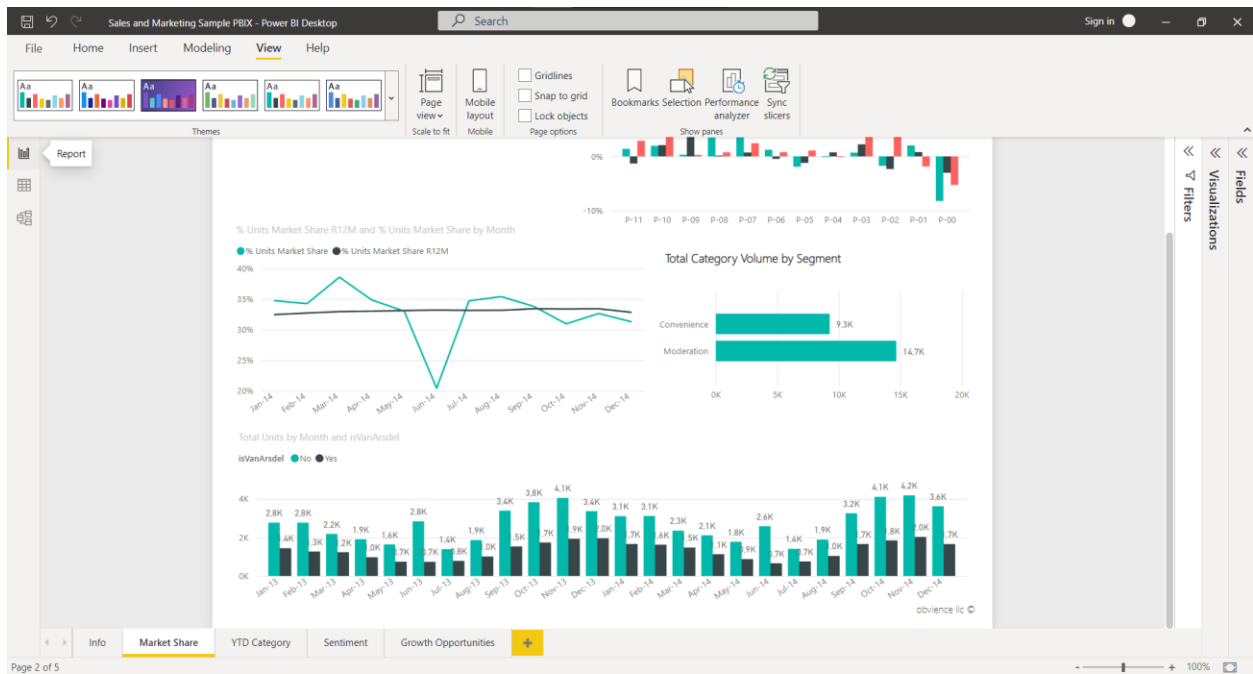 Sales and Marketing Sample PBIX - Power BI Desktop
Search
Sign in
File Home Insert Modeling View Help
Aa Aa Aa Aa Aa Aa
Page view
Mobile layout
Gridlines
Snap to grid
Lock objects
Bookmarks Selection Performance analyzer Sync slicers
Themes Scale to fit Mobile Page options Show panes
Report
Filters
Visualizations
Fields
0%
-10%
P-11 P-10 P-09 P-08 P-07 P-06 P-05 P-04 P-03 P-02 P-01 P-00
% Units Market Share R12M and % Units Market Share by Month
% Units Market Share % Units Market Share R12M
40%
35%
30%
25%
20%
Jan-14 Feb-14 Mar-14 Apr-14 May-14 Jun-14 Jul-14 Aug-14 Sep-14 Oct-14 Nov-14 Dec-14
Total Category Volume by Segment
Convenience 9.3K
Moderation 14.7K
0K 5K 10K 15K 20K
Total Units by Month and isVanArsdel
isVanArsdel No Yes
4K
2K
0K
2.8K 2.8K 2.2K 1.9K 1.6K 2.8K 1.4K 1.9K 3.4K 3.8K 4.1K 3.4K 3.1K 3.1K 2.3K 2.1K 1.8K 2.6K 1.4K 1.9K 3.2K 4.1K 4.2K 3.6K
Jan-13 Feb-13 Mar-13 Apr-13 May-13 Jun-13 Jul-13 Aug-13 Sep-13 Oct-13 Nov-13 Dec-13 Jan-14 Feb-14 Mar-14 Apr-14 May-14 Jun-14 Jul-14 Aug-14 Sep-14 Oct-14 Nov-14 Dec-14
obvience llc ©
Info Market Share YTD Category Sentiment Growth Opportunities +
Page 2 of 5
- + 100%